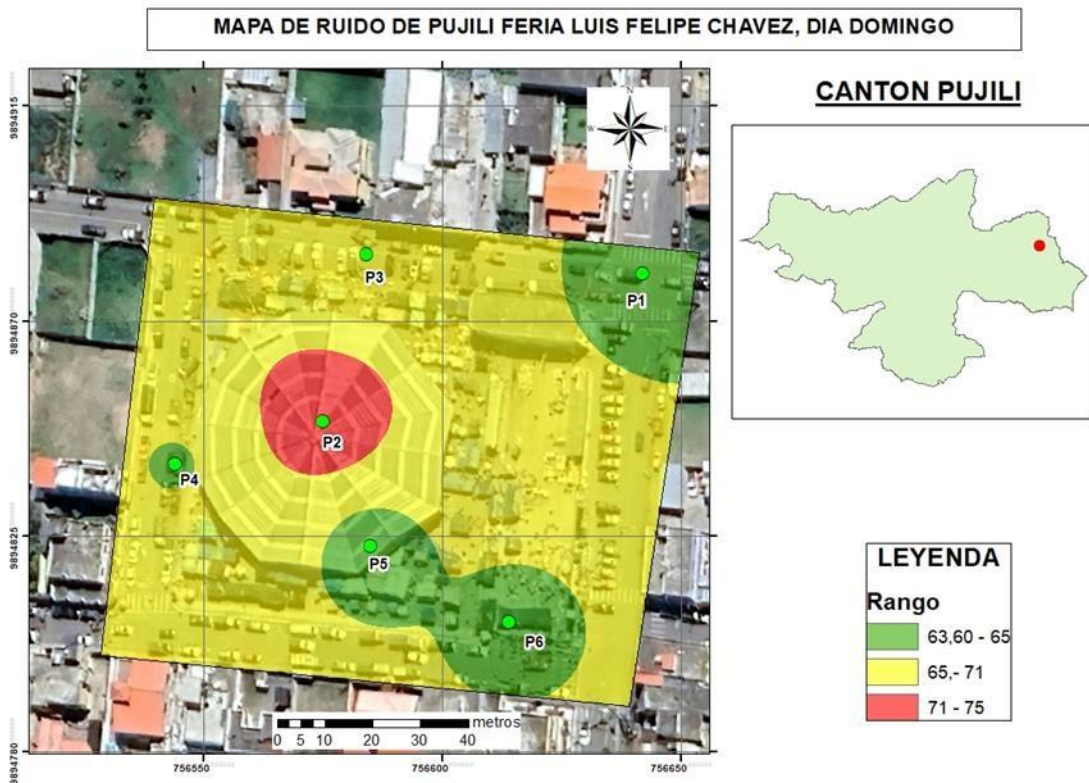 MAPA DE RUIDO DE PUJILI FERIA LUIS FELIPE CHAVEZ, DIA DOMINGO
CANTON PUJILI
N
W E
N
9894915
9894870
9894825
9894780
P3
P1
P2
P4
P5
P6
metros
0 5 10 20 30 40
756550 756600 756650
LEYENDA
Rango
63,60 - 65
65,- 71
71 - 75